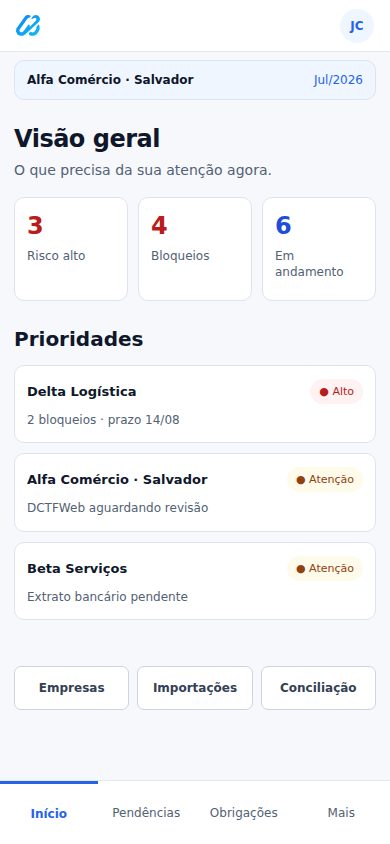 JC
Alfa Comércio · Salvador Jul/2026
Visão geral
O que precisa da sua atenção agora.
3 4 6
Risco alto Bloqueios Em
andamento
Prioridades
Delta Logística ● Alto
2 bloqueios · prazo 14/08
Alfa Comércio · Salvador ● Atenção
DCTFWeb aguardando revisão
Beta Serviços ● Atenção
Extrato bancário pendente
Empresas Importações Conciliação
Início Pendências Obrigações Mais